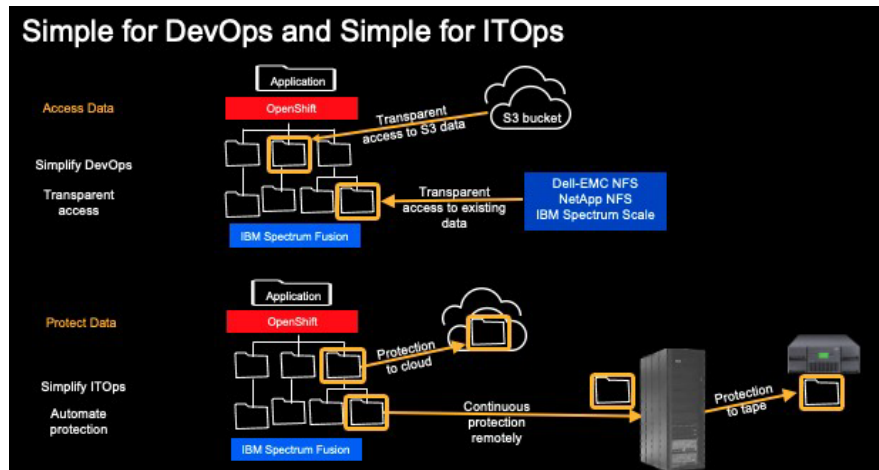 Simple for DevOps and Simple for ITOps
Application
Access Data
OpenShift
Transparent
access to S3 data
S3 bucket
Simplify DevOps
Transparent
access
Transparent
access to existing
data
Dell-EMC NFS
NetApp NFS
IBM Spectrum Scale
IBM Spectrum Fusion
Application
Protect Data
OpenShift
Protection
to cloud
Simplify ITOps
Automate
protection
Continuous
protection
remotely
Protection
to tape
IBM Spectrum Fusion